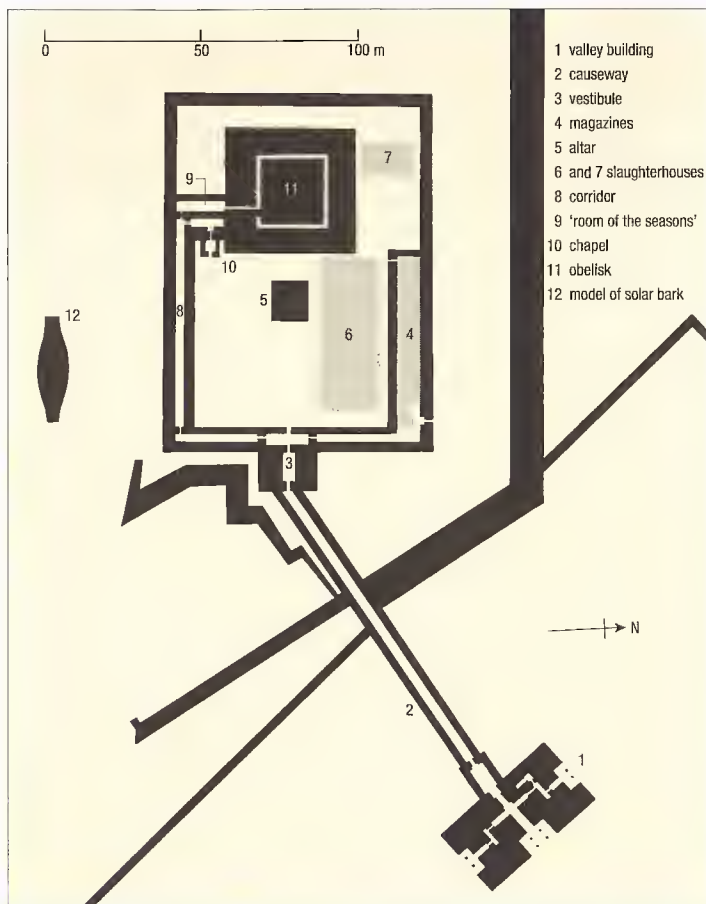 0 50 100 m
1 valley building
2 causeway
3 vestibule
4 magazines
5 altar
6 and 7 slaughterhouses
8 corridor
9 'room of the seasons'
10 chapel
11 obelisk
12 model of solar bark
7
9
11
10
5
8
6
4
12
3
N
2
1